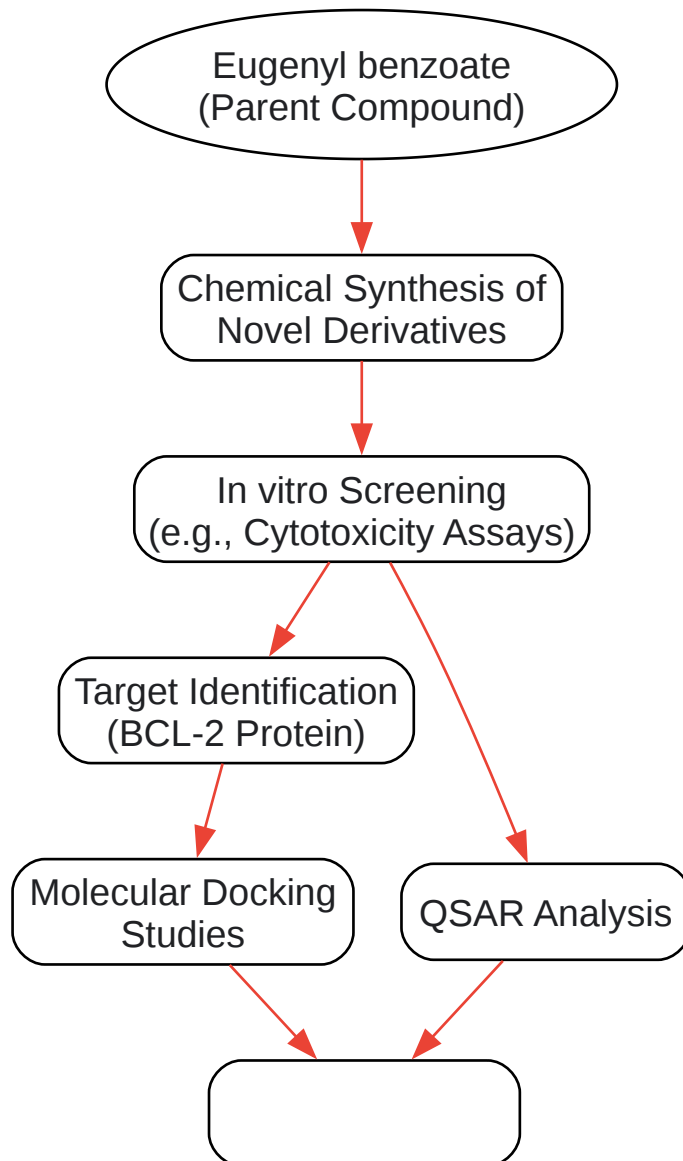 Eugenyl benzoate
(Parent Compound)
Chemical Synthesis of
Novel Derivatives
In vitro Screening
(e.g., Cytotoxicity Assays)
Target Identification
(BCL-2 Protein)
Molecular Docking
Studies
QSAR Analysis